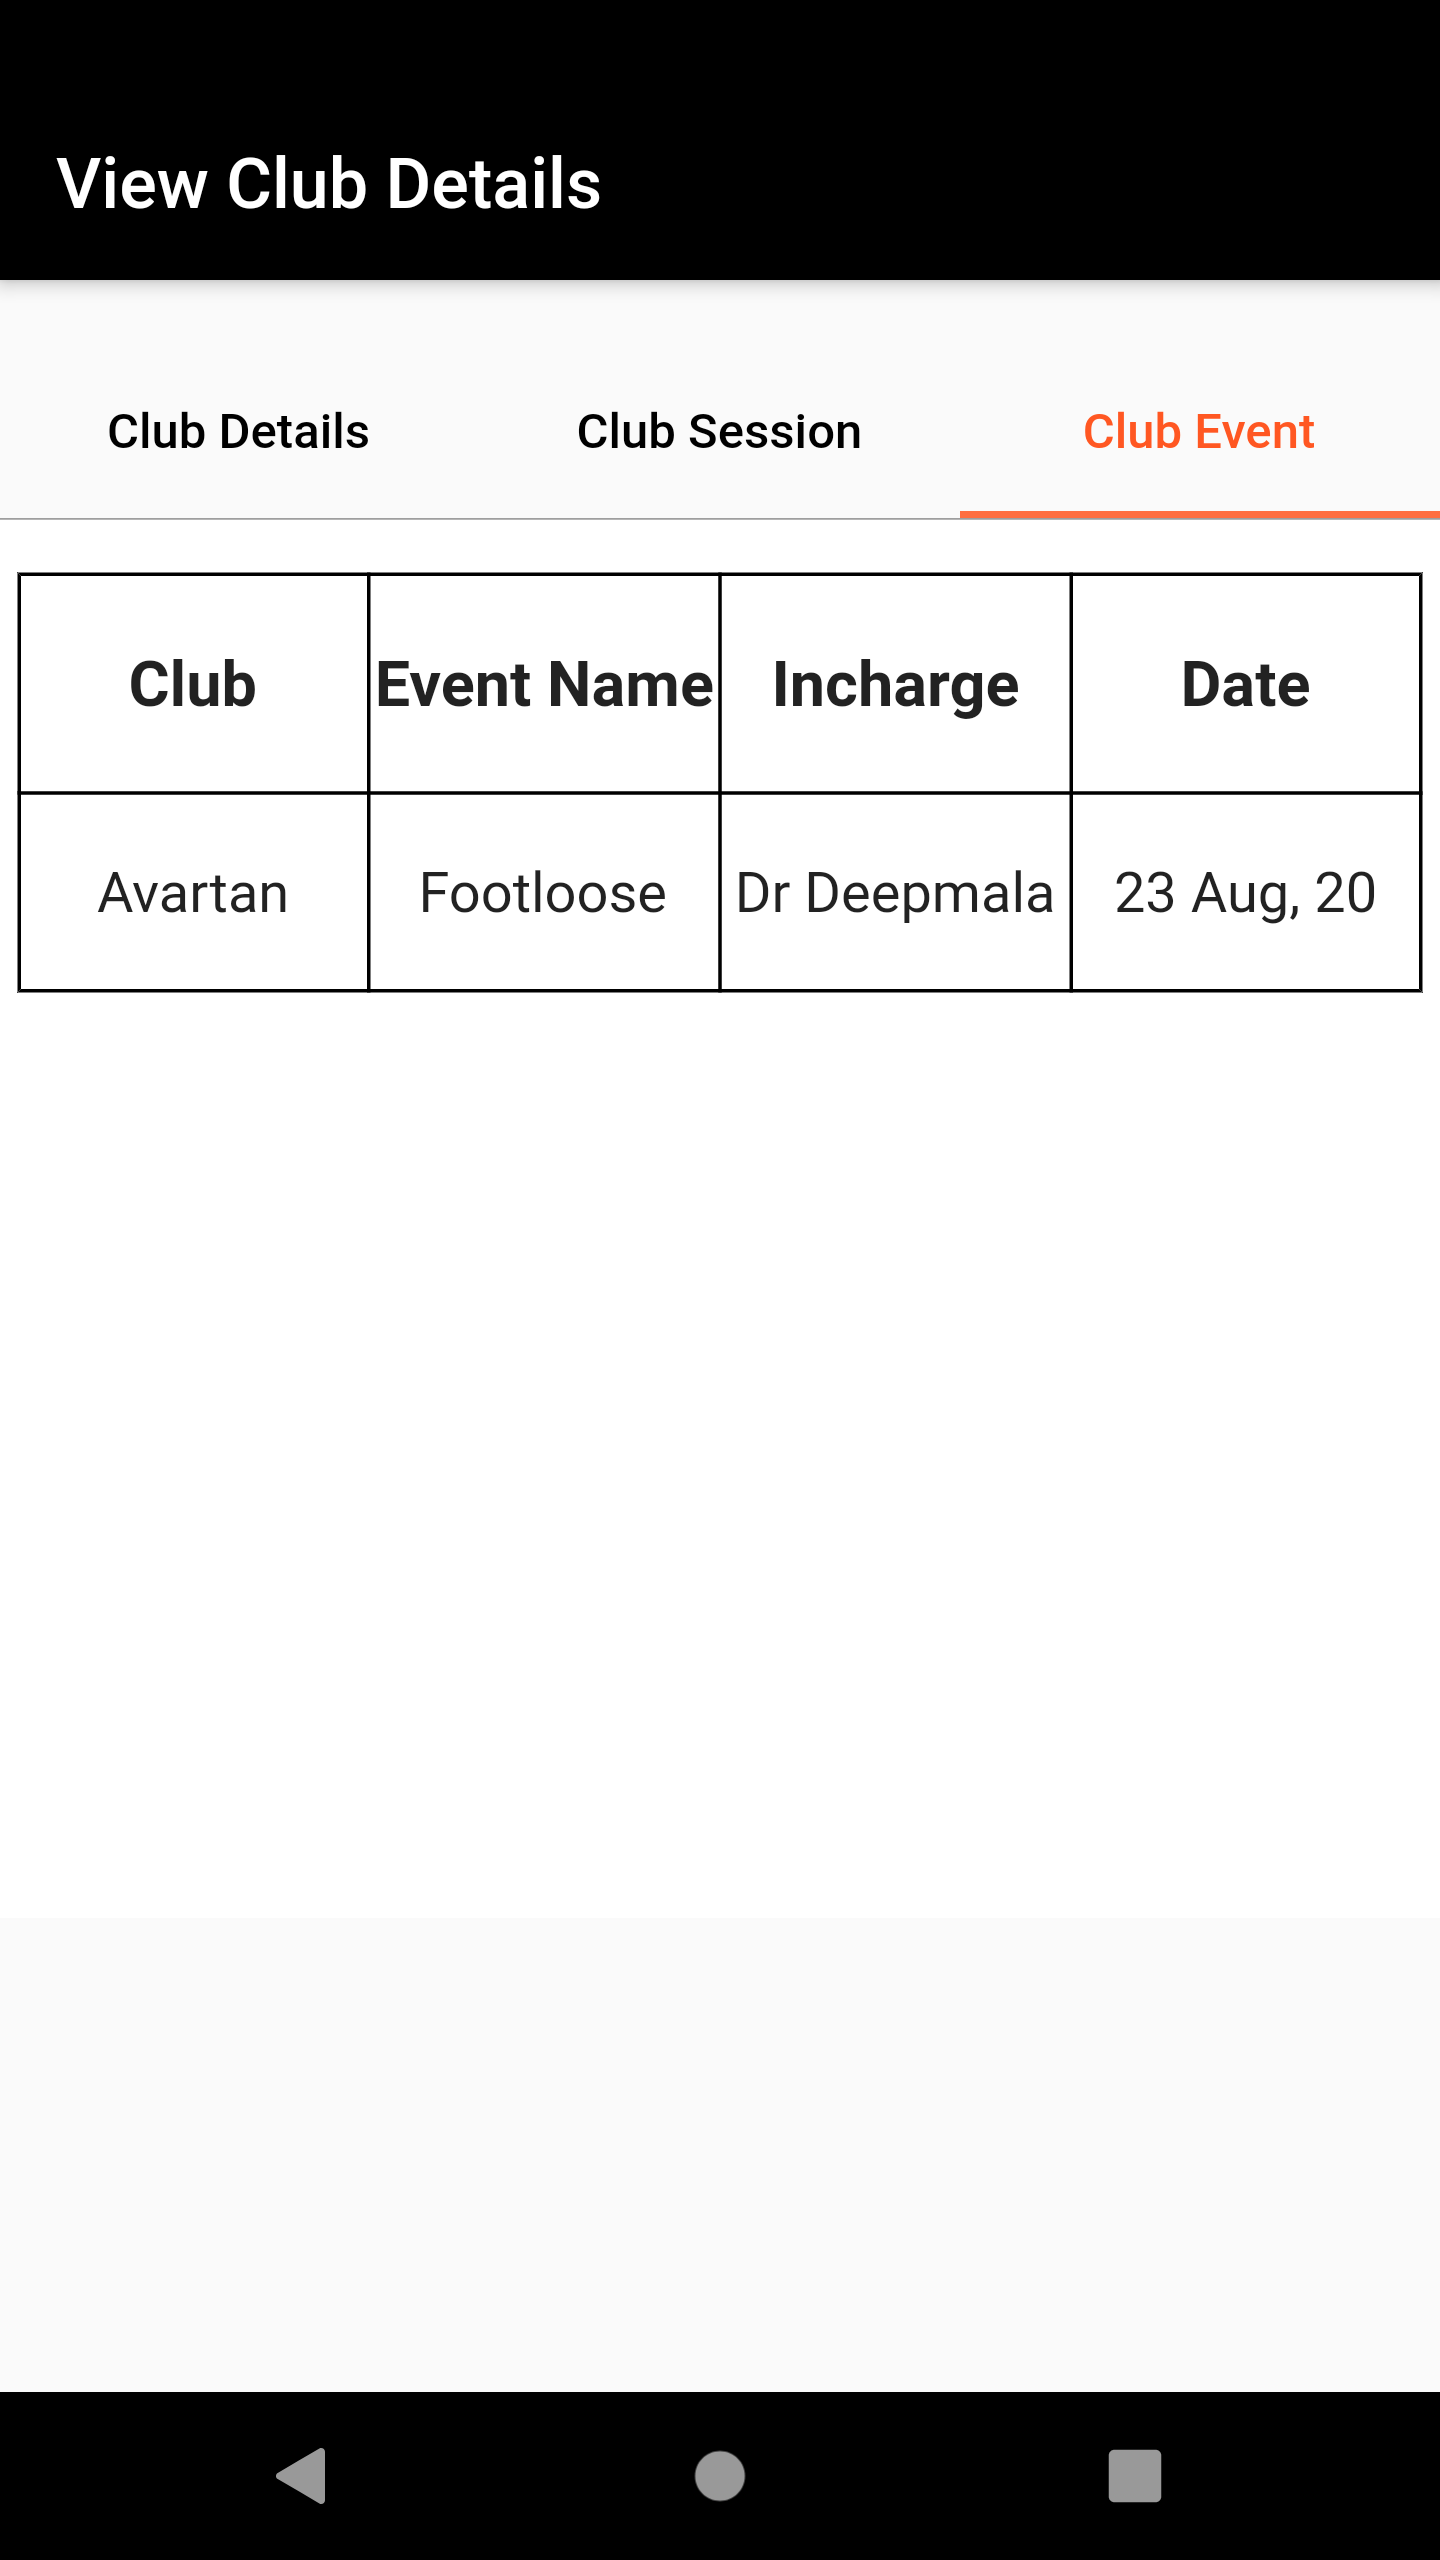 View Club Details
Club Details Club Session Club Event
Club Event Name Incharge Date
Avartan Footloose Dr Deepmala 23 Aug, 20